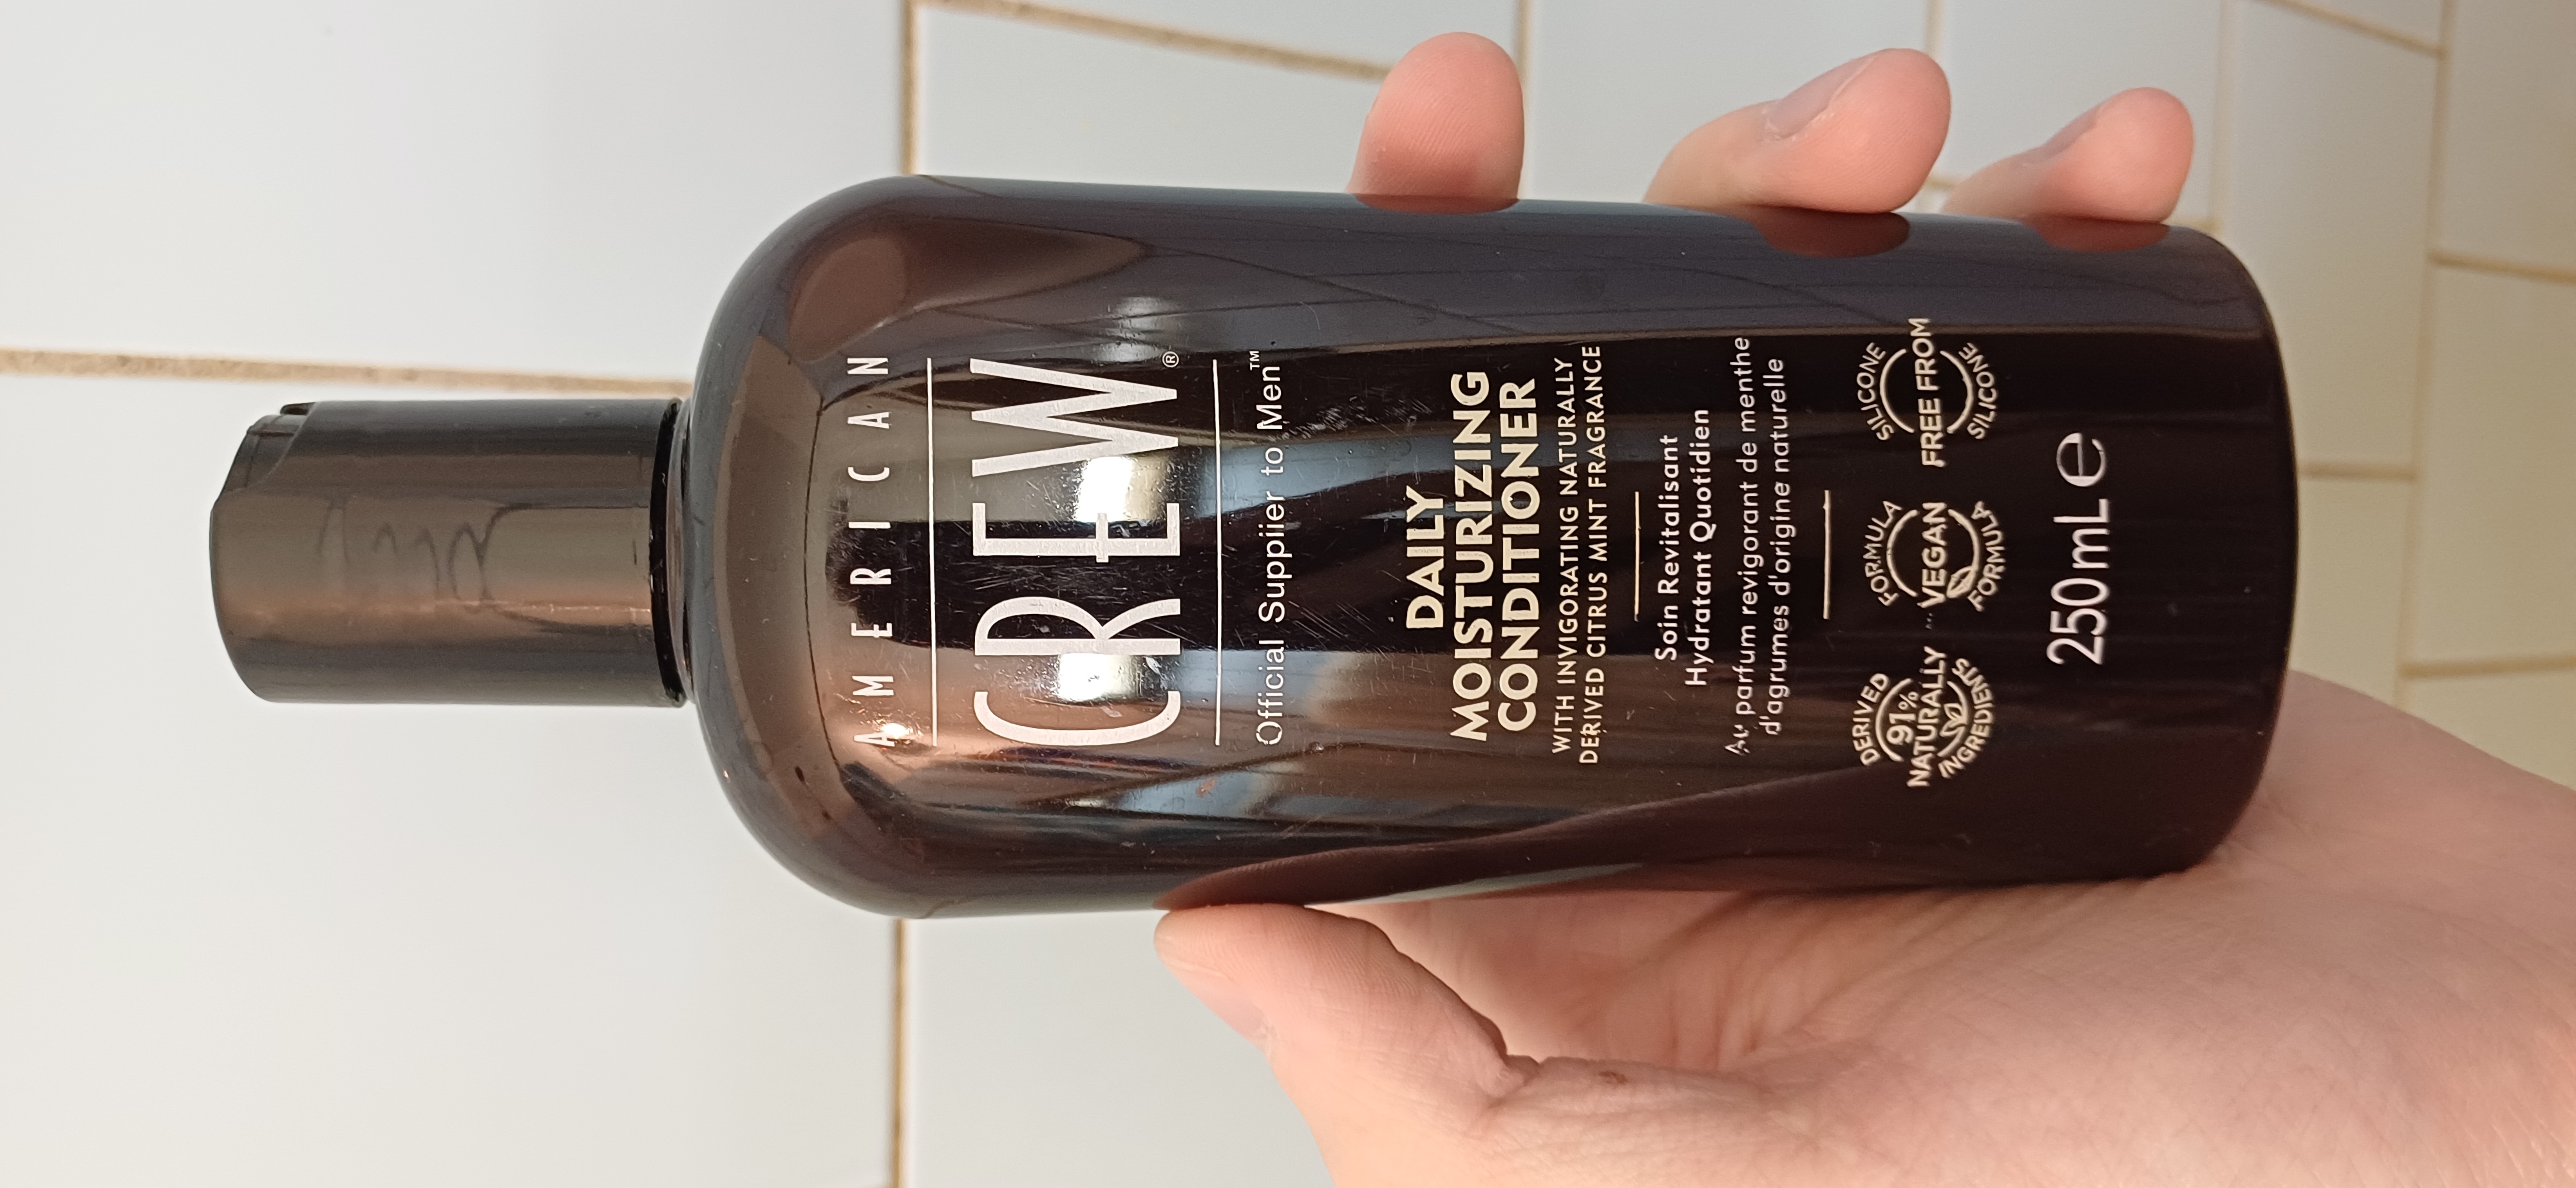 AMERICAN
CREW®
Official Supplier to Men™
DAILY
MOISTURIZING
CONDITIONER
WITH INVIGORATING NATURALLY
DERIVED CITRUS MINT FRAGRANCE
Soin Revitalisant
Hydratant Quotidien
Au parfum revigorant de menthe
d'agrumes d'origine naturelle
DERIVED
91%
NATURALLY
INGREDIENTS
FORMULA
VEGAN
FORMULA
SILICONE
FREE FROM
SILICONE
250mL ℮